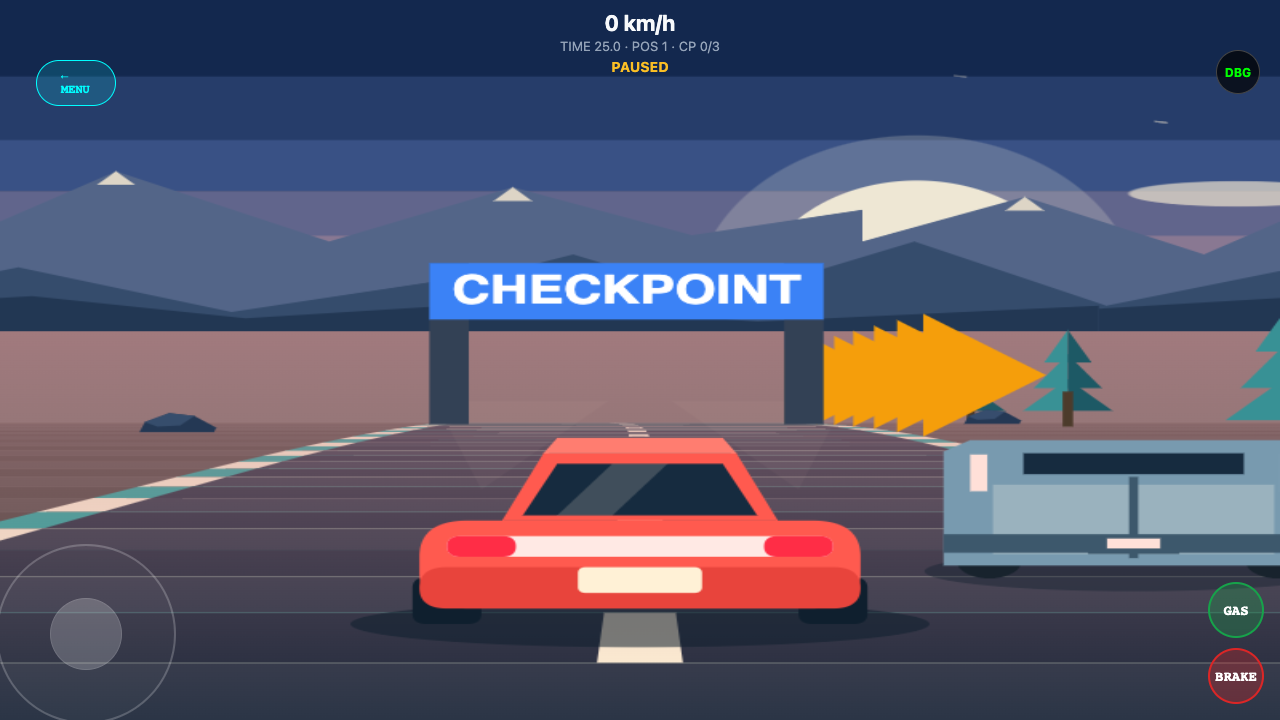 0 km/h
TIME 25.0 · POS 1 · CP 0/3
PAUSED
←
MENU
DBG
CHECKPOINT
GAS
BRAKE